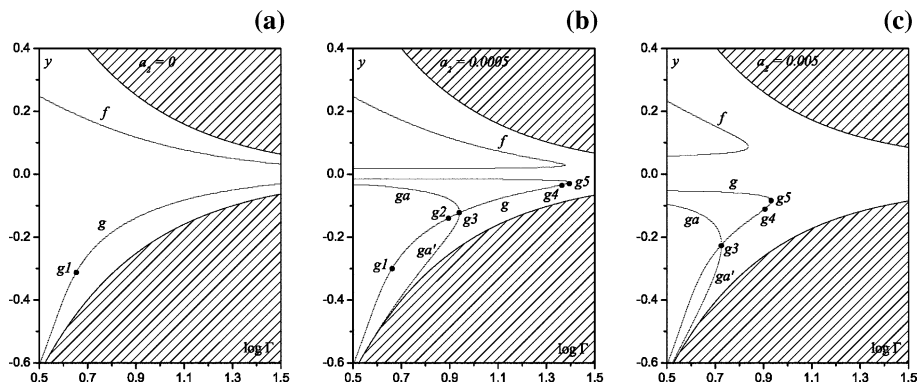 (a)
(b)
(c)
0.4
y
a₂ = 0
f
0.2
0.0
-0.2
g
g1
-0.4
-0.6
log Γ
0.5 0.7 0.9 1.1 1.3 1.5
0.4
y
a₂ = 0.0005
f
0.2
0.0
g5
g4
ga
g2
g3
g
-0.2
ga'
g1
-0.4
-0.6
log Γ
0.5 0.7 0.9 1.1 1.3 1.5
0.4
y
a₂ = 0.005
f
0.2
0.0
g
g5
ga
g4
-0.2
g3
ga'
-0.4
-0.6
log Γ
0.5 0.7 0.9 1.1 1.3 1.5